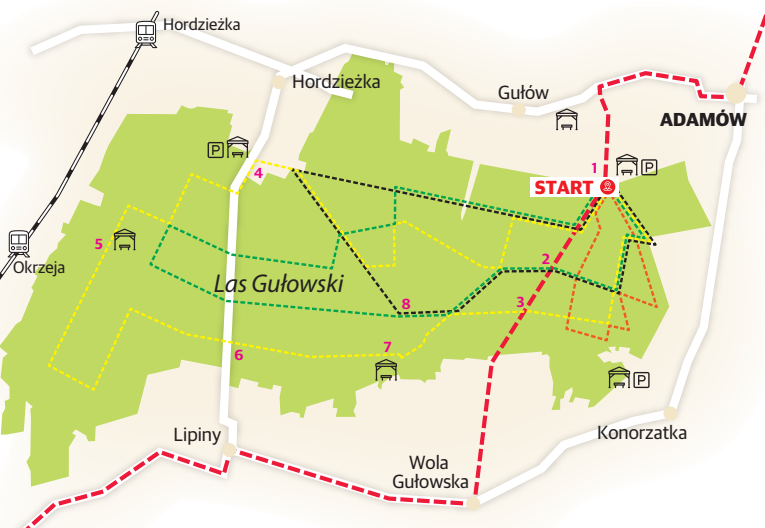 Hordzieżka
Hordzieżka
Gułów
ADAMÓW
P
1
P
START
4
5
Okrzeja
2
Las Gułowski
8
3
6
7
P
Lipiny
Konorzatka
Wola
Gułowska